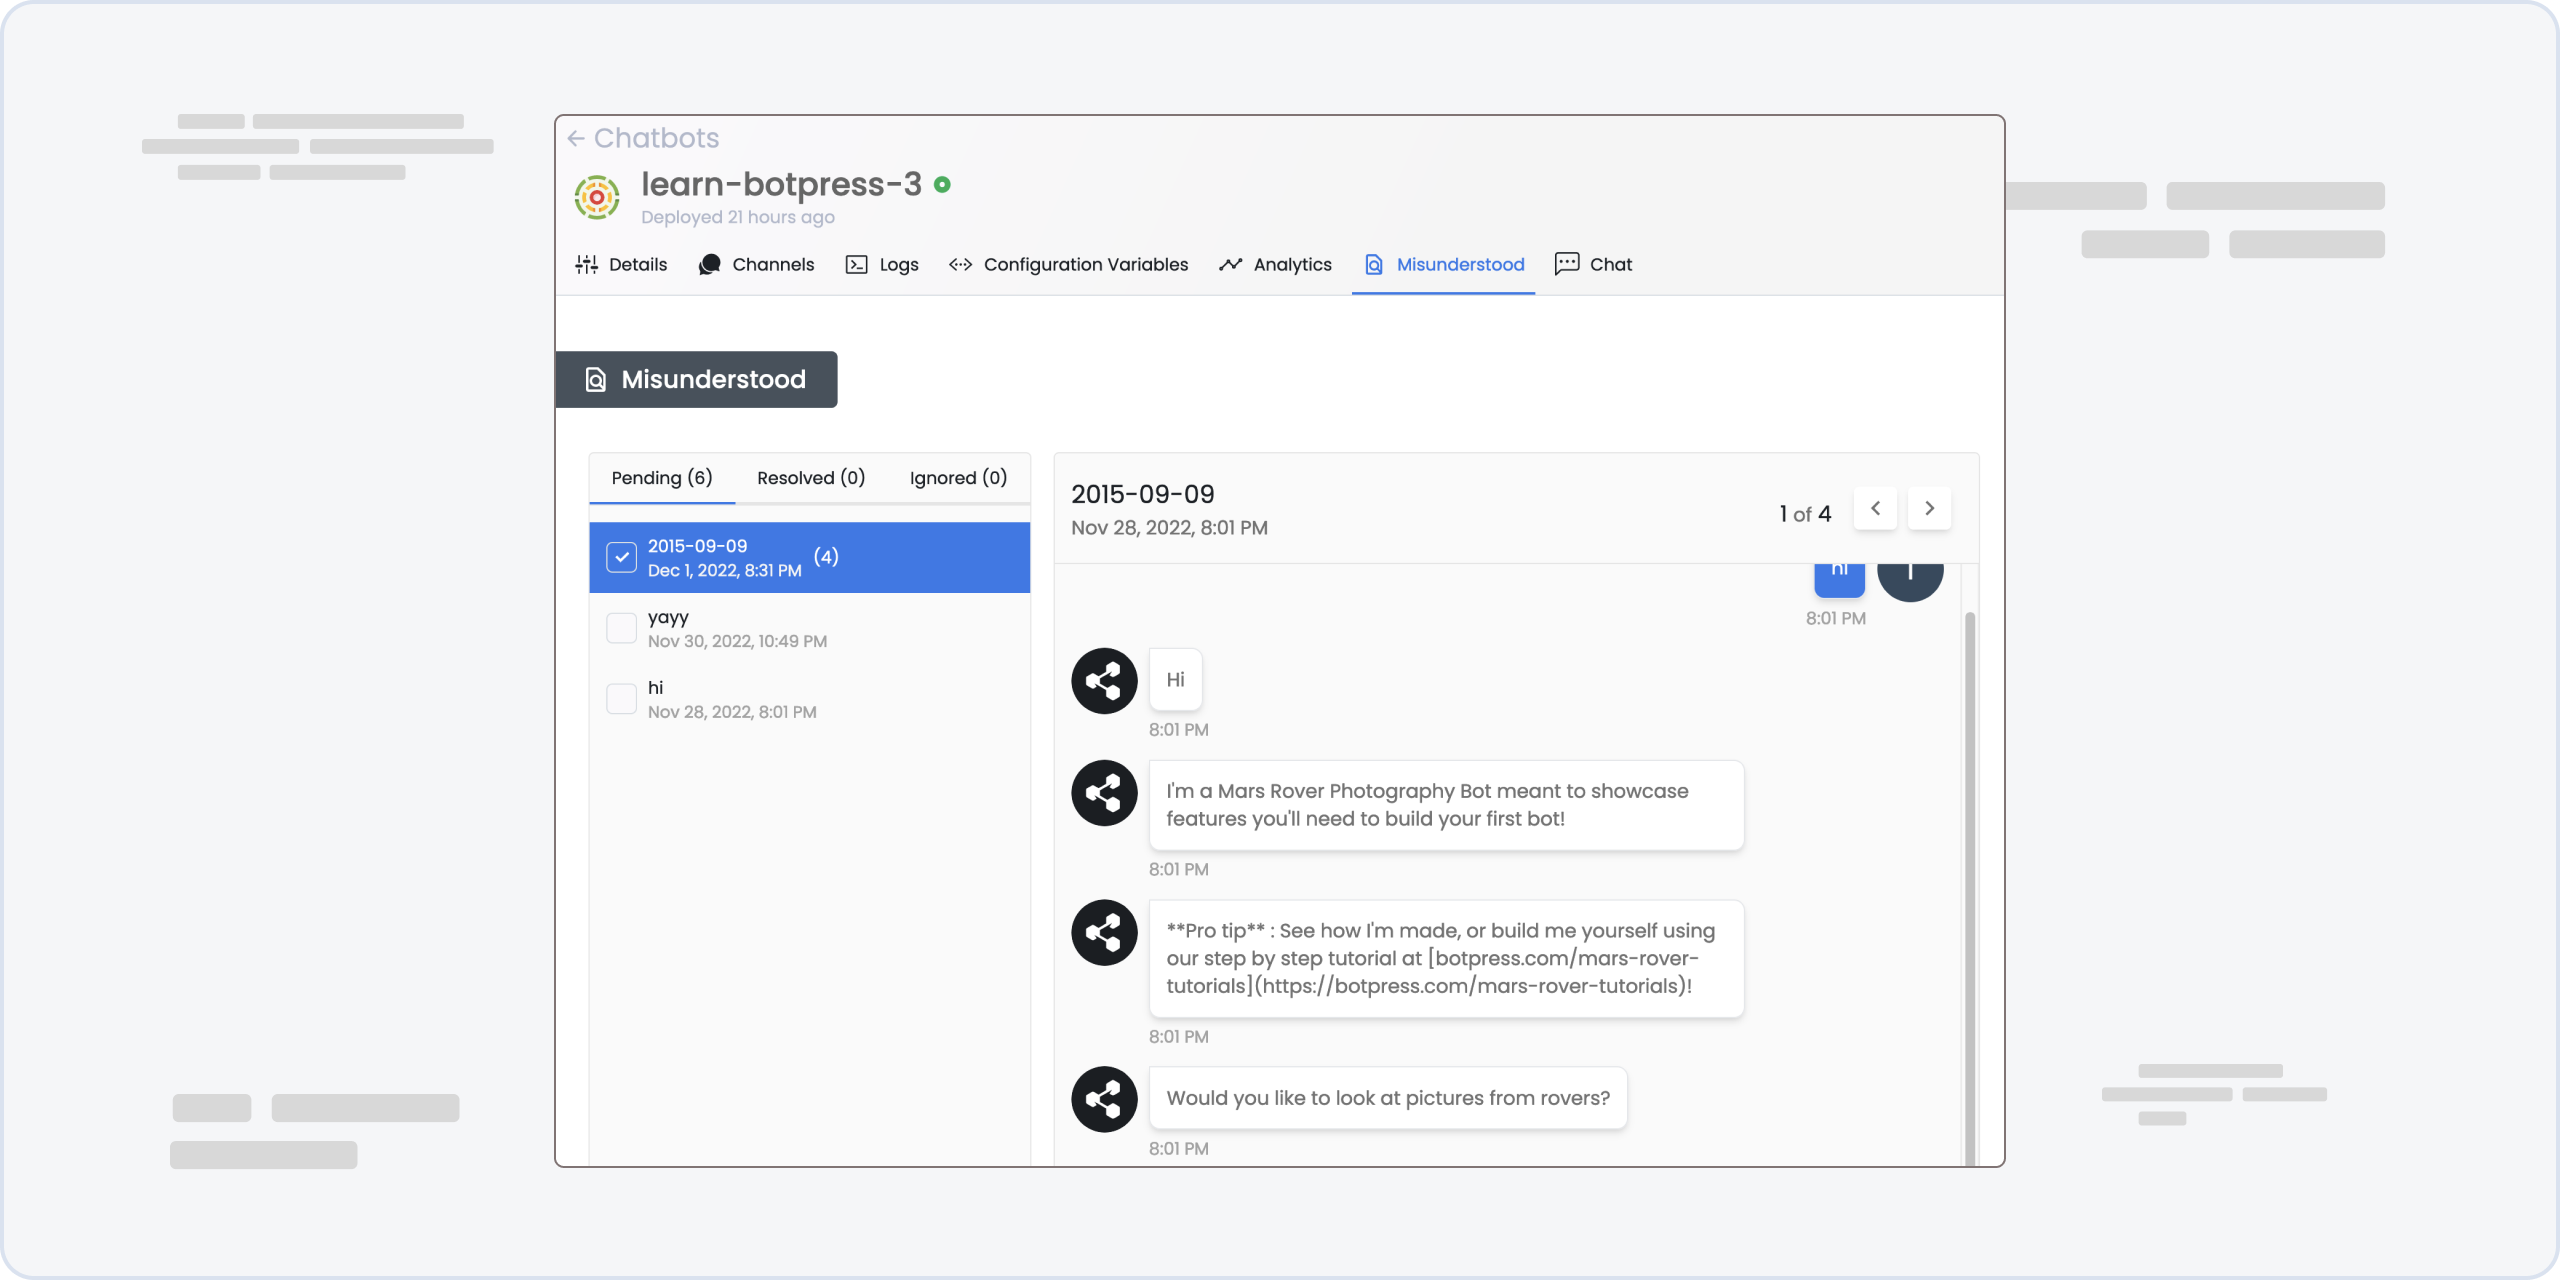 Chatbots
learn-botpress-3
Deployed 21 hours ago
Details Channels Logs Configuration Variables Analytics Misunderstood Chat
Misunderstood
Pending (6) Resolved (0) Ignored (0)
2015-09-09
Dec 1, 2022, 8:31 PM (4)
yayy
Nov 30, 2022, 10:49 PM
hi
Nov 28, 2022, 8:01 PM
2015-09-09
Nov 28, 2022, 8:01 PM
1 of 4
hi
8:01 PM
Hi
8:01 PM
I'm a Mars Rover Photography Bot meant to showcase
features you'll need to build your first bot!
8:01 PM
**Pro tip** : See how I'm made, or build me yourself using
our step by step tutorial at [botpress.com/mars-rover-
tutorials](https://botpress.com/mars-rover-tutorials)!
8:01 PM
Would you like to look at pictures from rovers?
8:01 PM